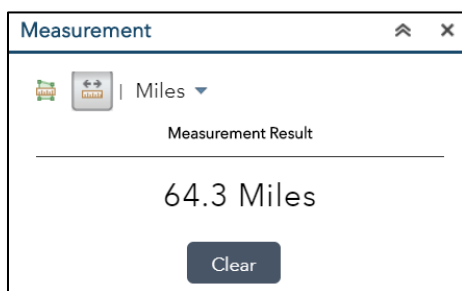 Measurement
| Miles
Measurement Result
64.3 Miles
Clear